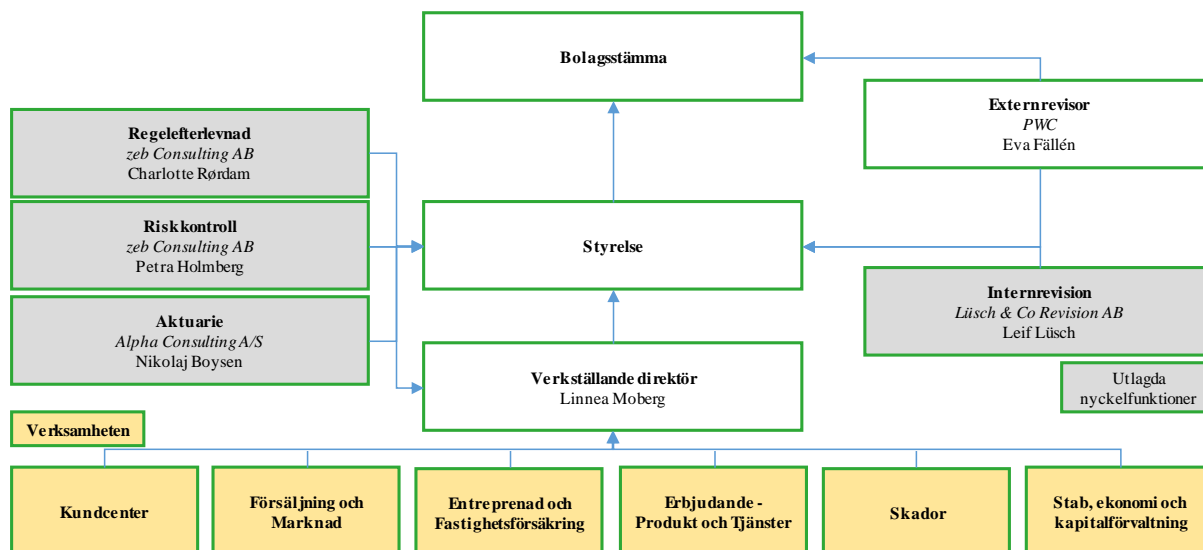 Bolagsstämma
Externrevisor
PWC
Eva Fällén
Regelefterlevnad
zeb Consulting AB
Charlotte Rørdam
Riskkontroll
zeb Consulting AB
Petra Holmberg
Styrelse
Aktuarie
Alpha Consulting A/S
Nikolaj Boysen
Internrevision
Lüsch & Co Revision AB
Leif Lüsch
Verkställande direktör
Linnea Moberg
Utlagda
nyckelfunktioner
Verksamheten
Kundcenter
Försäljning och
Marknad
Entreprenad och
Fastighetsförsäkring
Erbjudande -
Produkt och Tjänster
Skador
Stab, ekonomi och
kapitalförvaltning